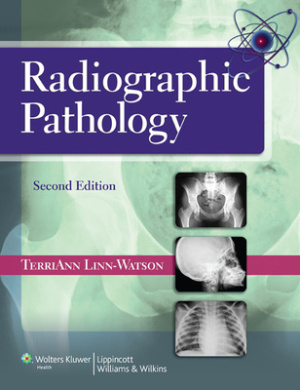 Radiographic
Pathology
Second Edition
TERRIANN LINN-WATSON
Wolters Kluwer
Health
Lippincott
Williams & Wilkins